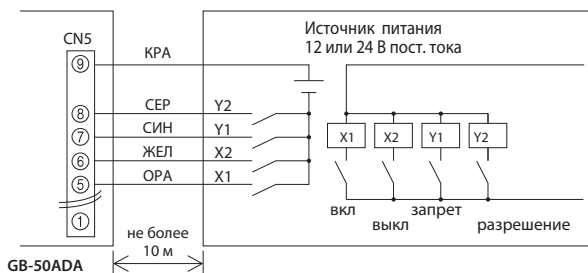 Источник питания
12 или 24 В пост. тока
CN5
⑨ КРА
⑧ СЕР Y2
⑦ СИН Y1
⑥ ЖЕЛ X2
⑤ ОРА X1
①
X1 X2 Y1 Y2
вкл запрет
выкл разрешение
не более
10 м
GB-50ADA